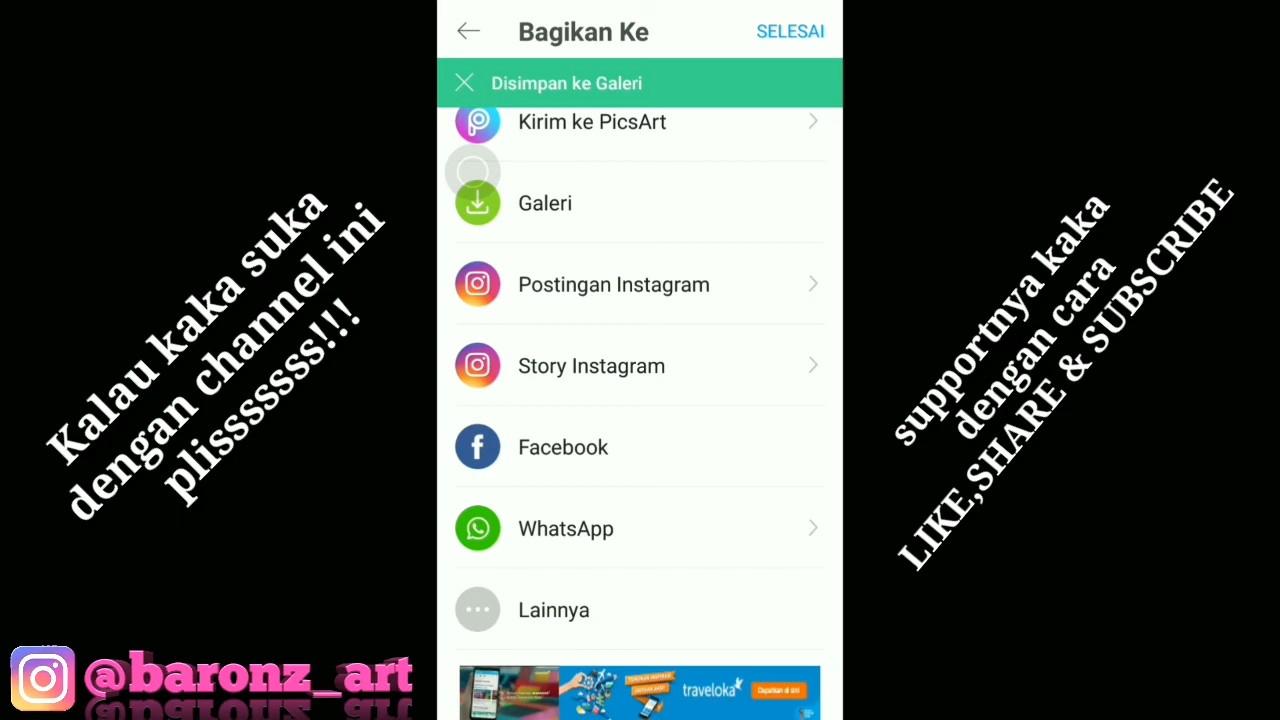 Bagikan Ke
SELESAI
Disimpan ke Galeri
Kirim ke PicsArt
Galeri
Postingan Instagram
Story Instagram
Facebook
WhatsApp
Lainnya
traveloka
Kalau kaka suka
dengan channel ini
plisssssss!!!
supportnya kaka
dengan cara
LIKE,SHARE & SUBSCRIBE
@baronz_art